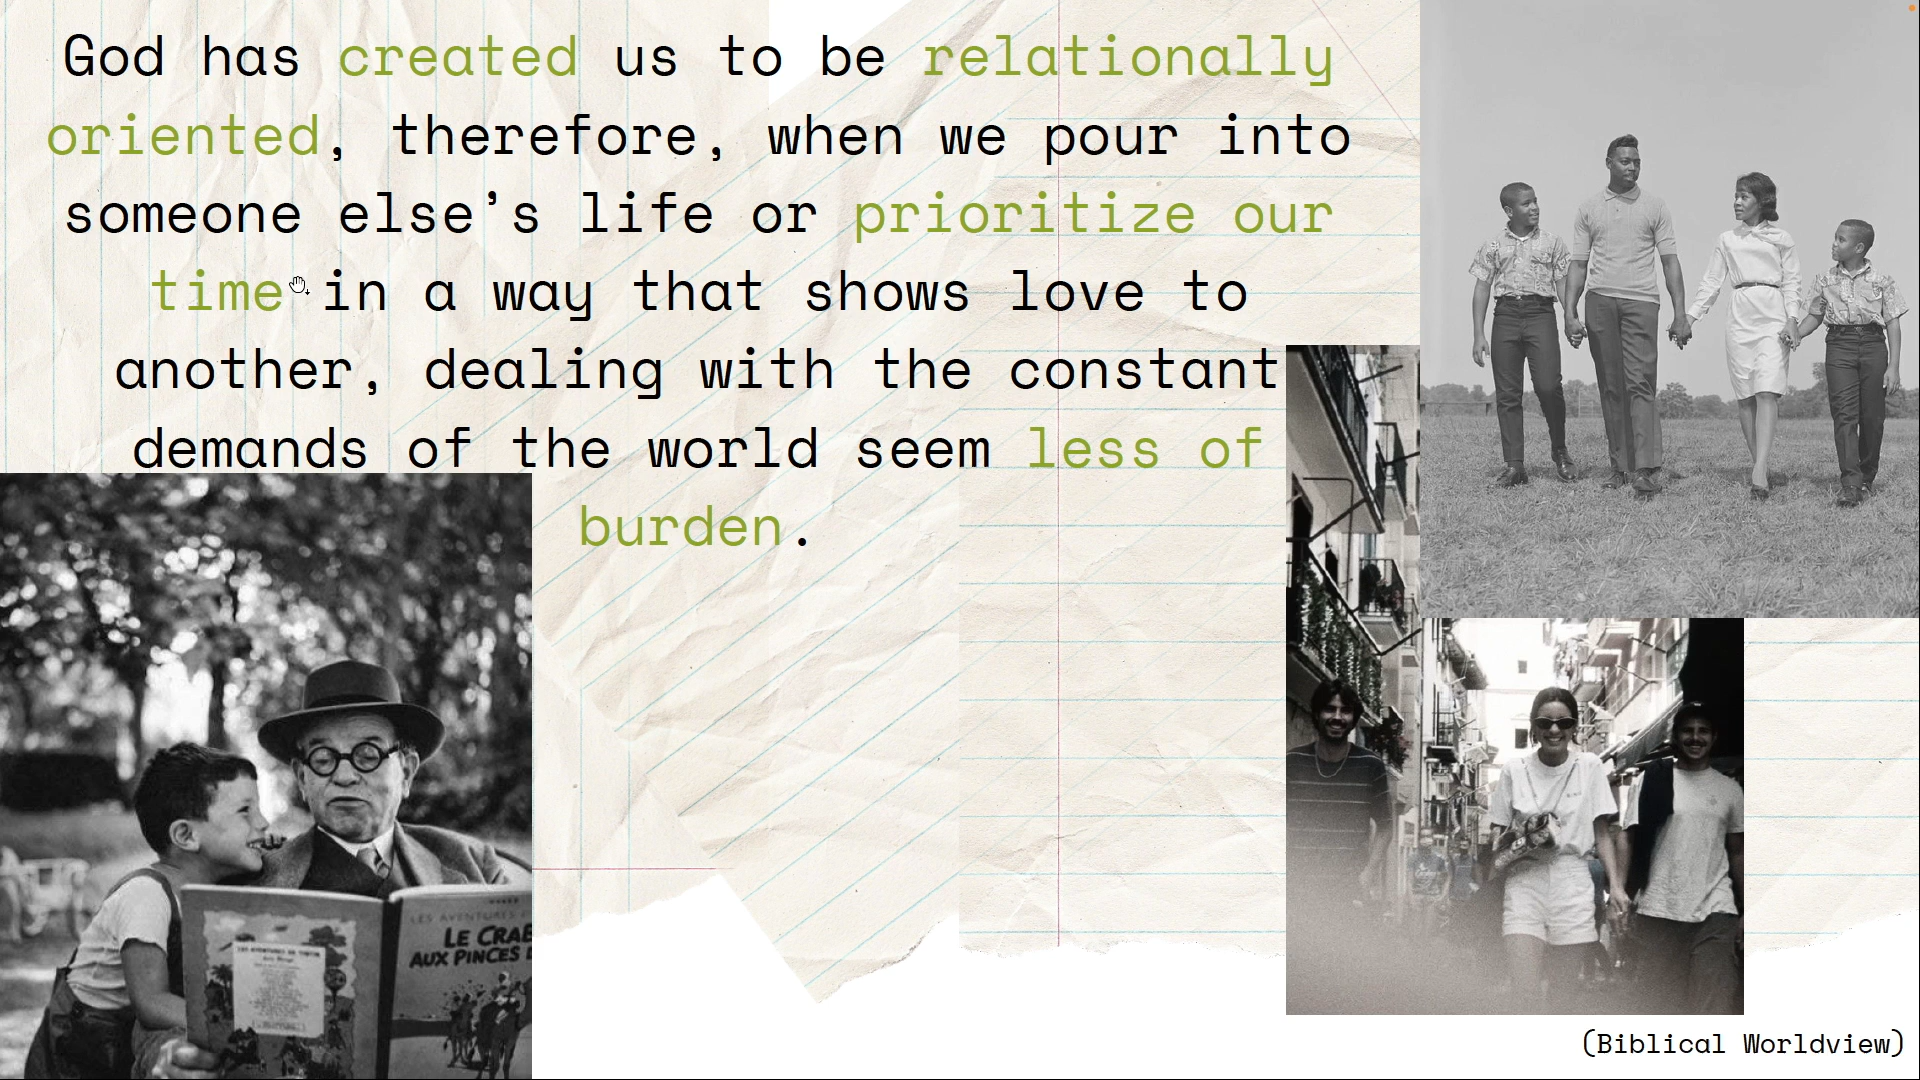 God has created us to be relationally
oriented, therefore, when we pour into
someone else’s life or prioritize our
time in a way that shows love to
another, dealing with the constant
demands of the world seem less of
burden.
LES AVENTURES
LE CRAB
AUX PINCES D
(Biblical Worldview)